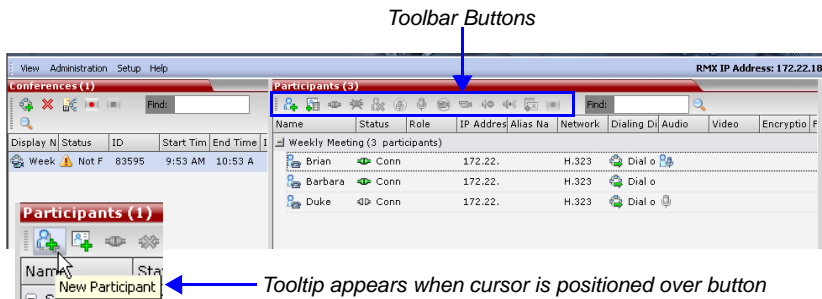 Toolbar Buttons
View Administration Setup Help
RMX IP Address: 172.22.18
Conferences (1)
Participants (3)
Find:
Find:
Name Status Role IP Addres Alias Na Network Dialing Di Audio Video Encryptio F
Display N Status ID Start Tim End Time I
Weekly Meeting (3 participants)
Week Not F 83595 9:53 AM 10:53 A
Brian Conn 172.22. H.323 Dial o
Barbara Conn 172.22. H.323 Dial o
Duke Conn 172.22. H.323 Dial o
Participants (1)
Name Sta
New Participant
Tooltip appears when cursor is positioned over button